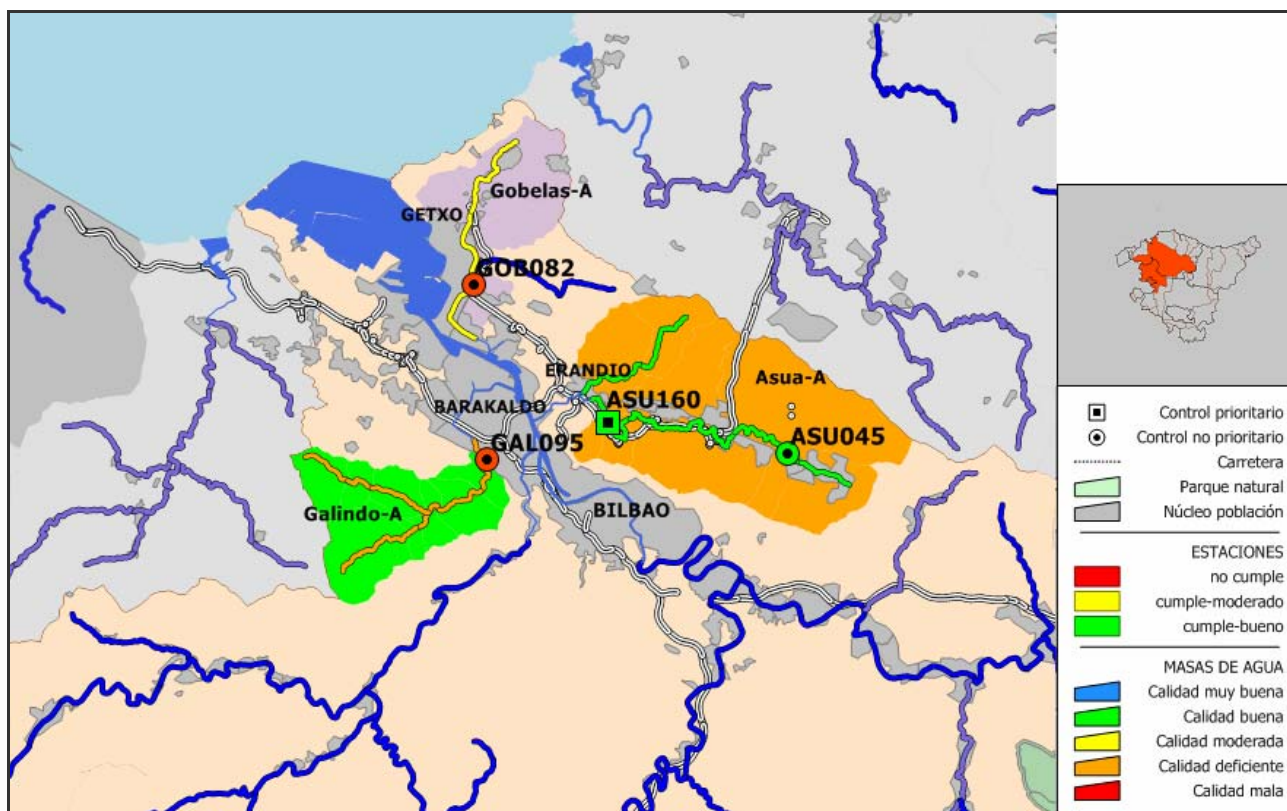 Gobelas-A
GETXO
GOB082
ERANDIO
Asua-A
ASU160
BARAKALDO
ASU045
GAL095
Galindo-A
BILBAO
Control prioritario
Control no prioritario
Carretera
Parque natural
Núcleo población
ESTACIONES
no cumple
cumple-moderado
cumple-bueno
MASAS DE AGUA
Calidad muy buena
Calidad buena
Calidad moderada
Calidad deficiente
Calidad mala